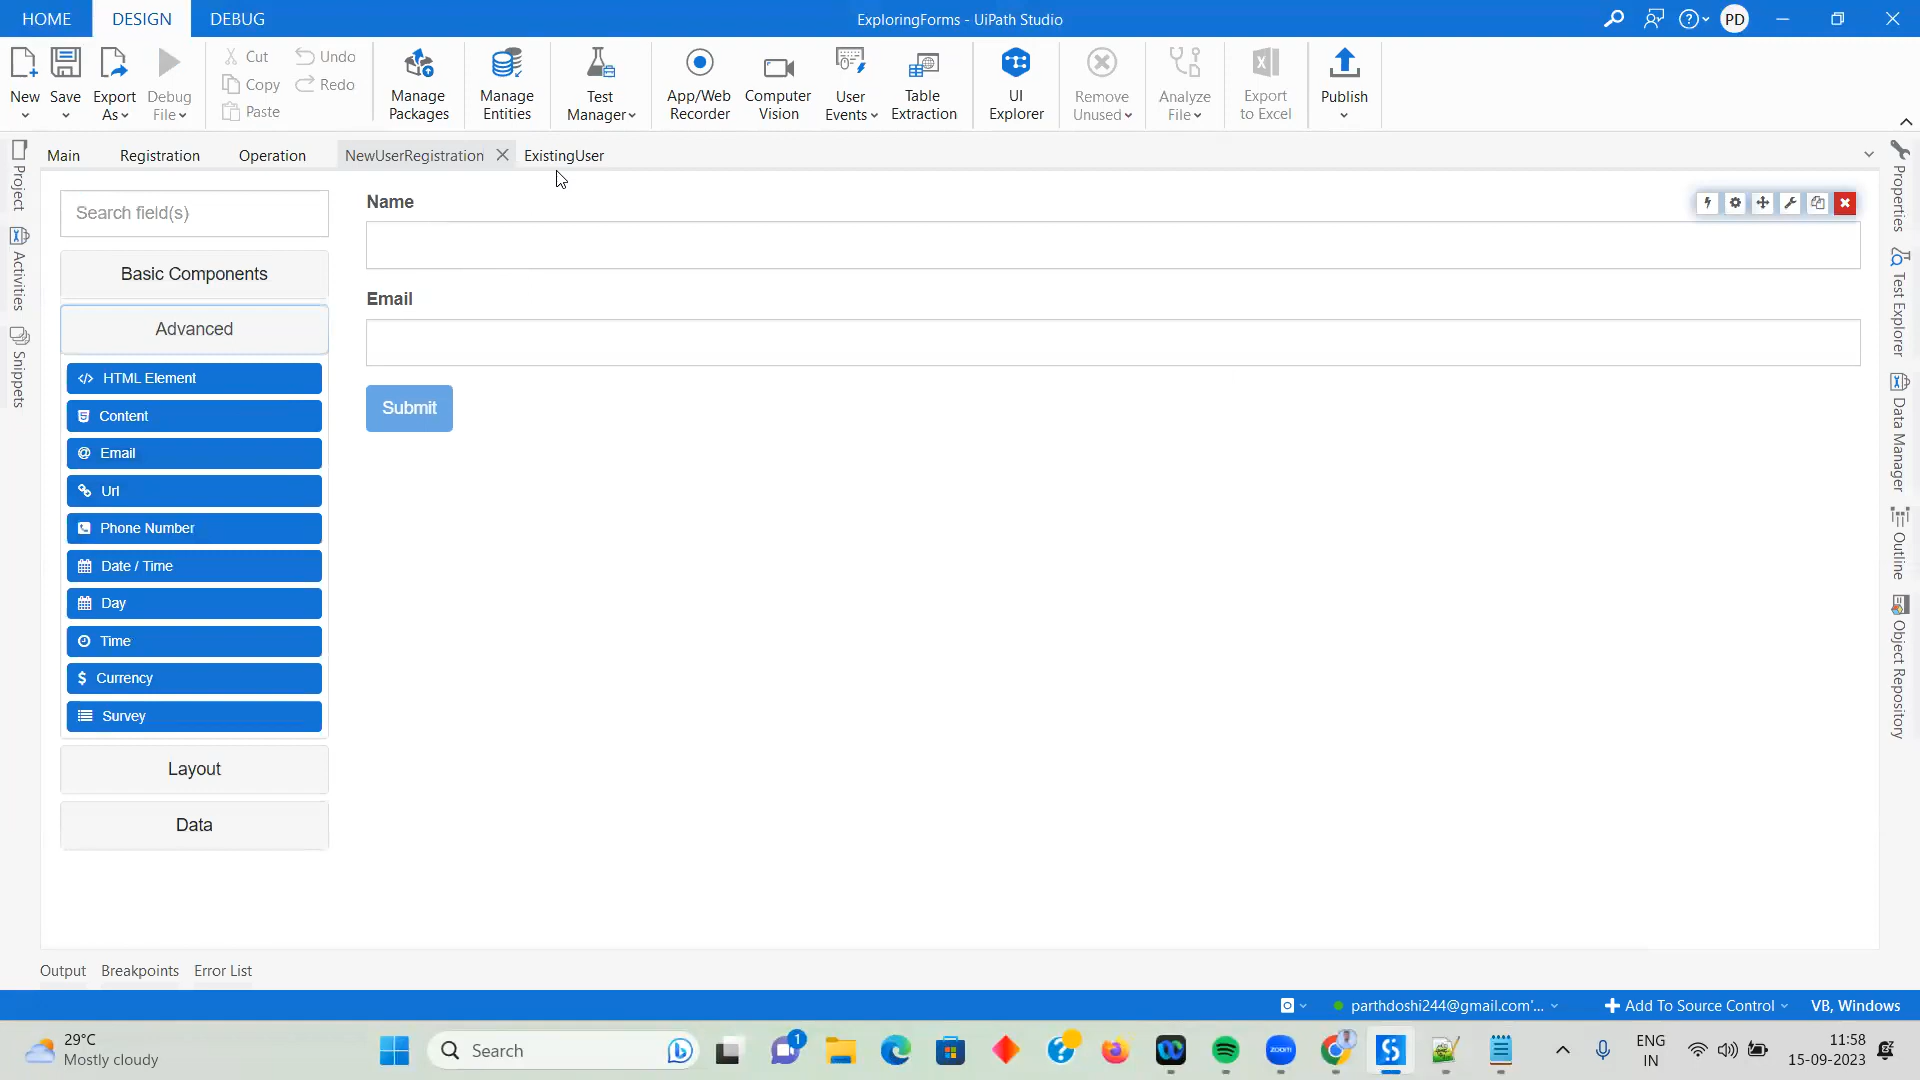 HOME
DESIGN
DEBUG
ExploringForms - UiPath Studio
PD
New
Save
Export As
Debug File
Cut
Copy
Paste
Undo
Redo
Manage Packages
Manage Entities
Test Manager
App/Web Recorder
Computer Vision
User Events
Table Extraction
UI Explorer
Remove Unused
Analyze File
Export to Excel
Publish
Main
Registration
Operation
NewUserRegistration
ExistingUser
Project
Activities
Snippets
Search field(s)
Basic Components
Advanced
HTML Element
Content
Email
Url
Phone Number
Date / Time
Day
Time
Currency
Survey
Layout
Data
Name
Email
Submit
Properties
Test Explorer
Data Manager
Outline
Object Repository
Output
Breakpoints
Error List
parthdoshi244@gmail.com'...
Add To Source Control
VB, Windows
29°C
Mostly cloudy
Search
1
zoom
ENG
IN
11:58
15-09-2023